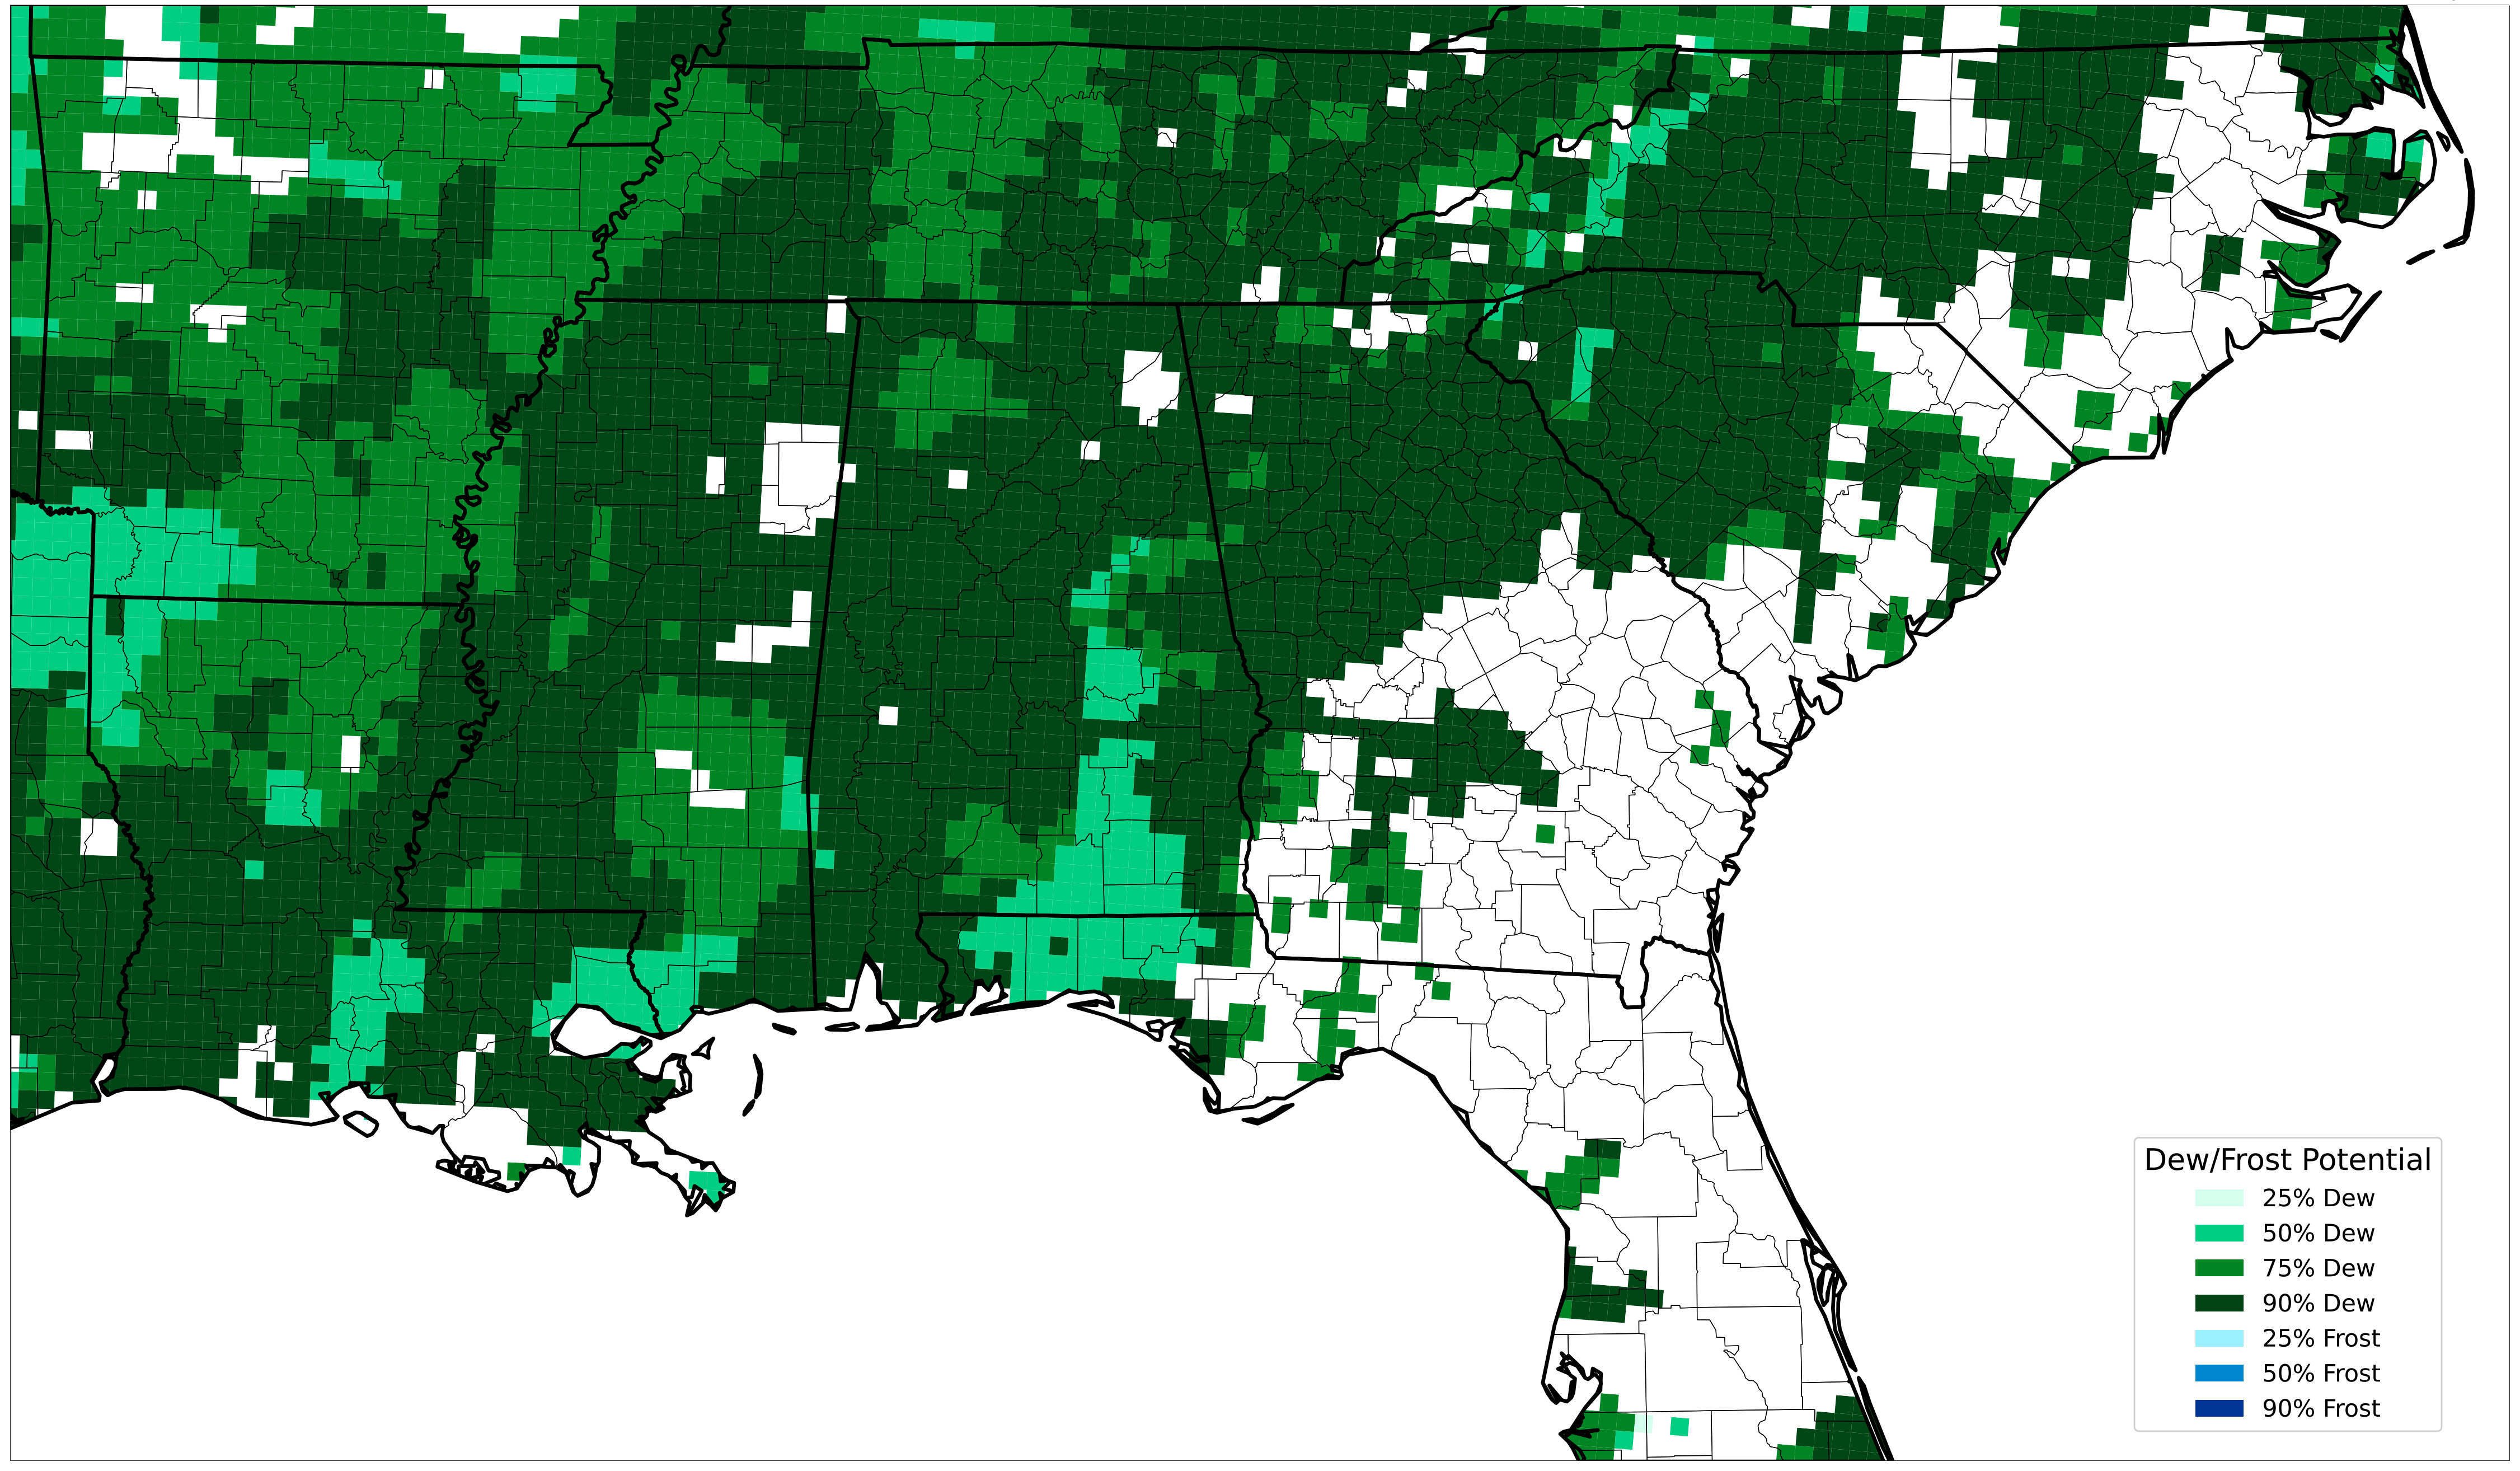 Dew/Frost Potential
25% Dew
50% Dew
75% Dew
90% Dew
25% Frost
50% Frost
90% Frost